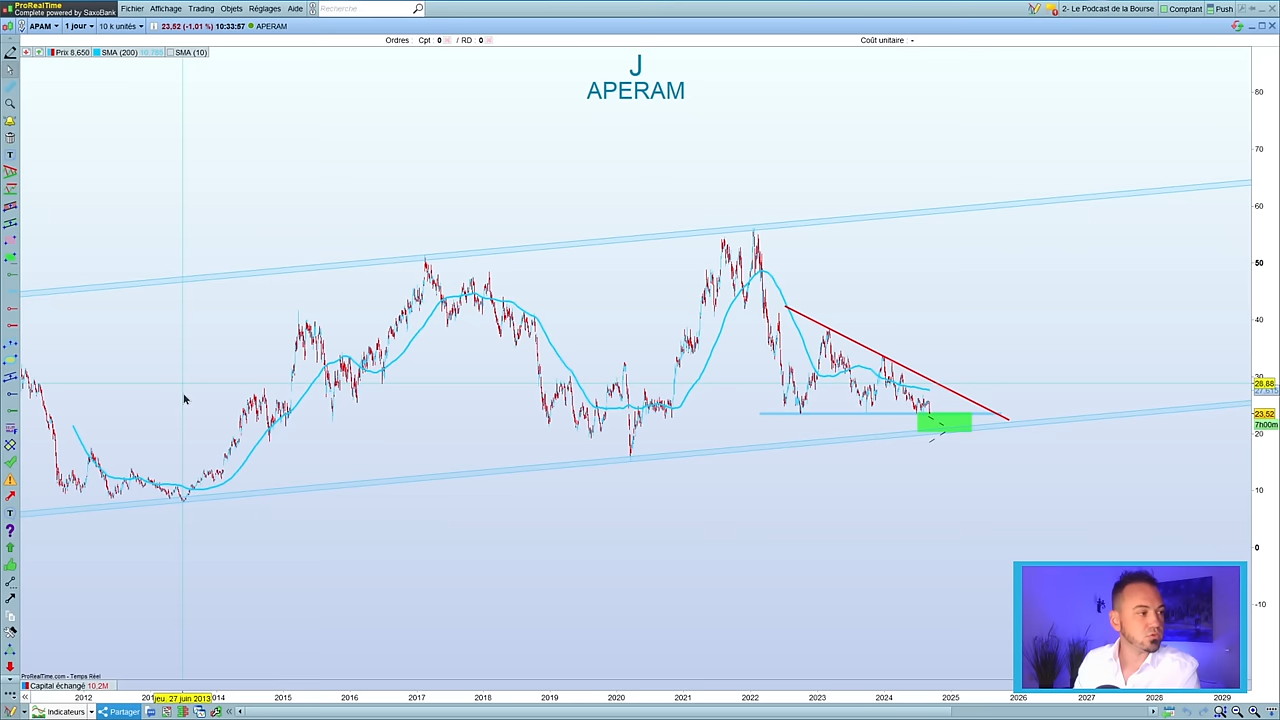 ProRealTime
Complete powered by SaxoBank
Fichier Affichage Trading Objets Réglages Aide Recherche
2- Le Podcast de la Bourse Comptant Push
APAM 1 jour 10 k unités 23,52 (-1,01 %) 10:33:57 APERAM
Ordres : Cpt 0 / RD : 0 Coût unitaire : -
Prix 8,650 SMA (200) 10,785 SMA (10)
J
APERAM
80
70
60
50
40
30
28,88
23,52
7h00m
20
10
0
-10
ProRealTime.com - Temps Réel
Capital échangé 10,2M
2012 jeu. 27 juin 2013 2014 2015 2016 2017 2018 2019 2020 2021 2022 2023 2024 2025 2026 2027 2028 2029
Indicateurs Partager